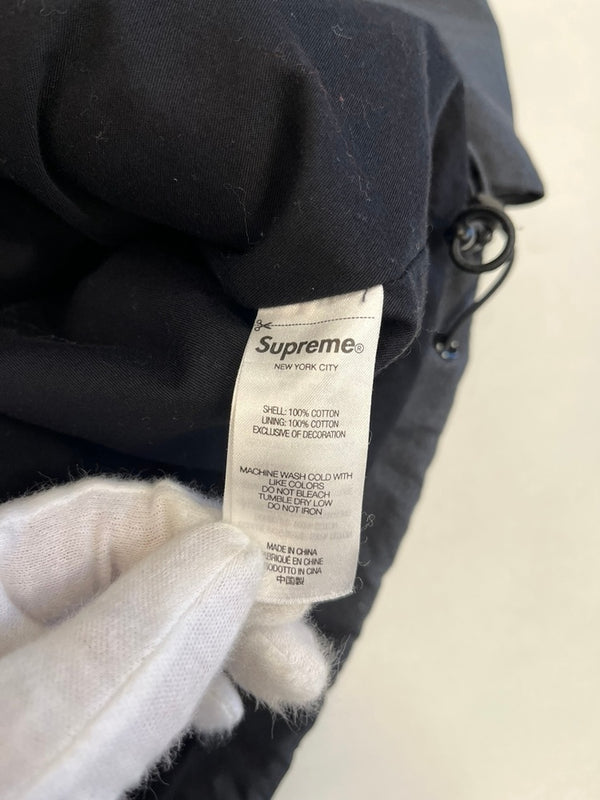 Supreme®
NEW YORK CITY
SHELL: 100% COTTON
LINING: 100% COTTON
EXCLUSIVE OF DECORATION
MACHINE WASH COLD WITH
LIKE COLORS
DO NOT BLEACH
TUMBLE DRY LOW
DO NOT IRON
MADE IN CHINA
ABRIQUÉ EN CHINE
ODOTTO IN CINA
中国製